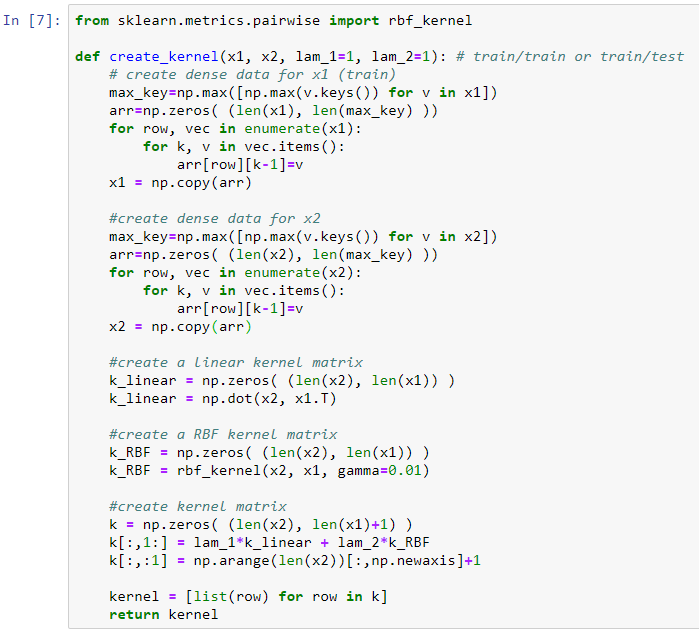 In [7]: from sklearn.metrics.pairwise import rbf_kernel

def create_kernel(x1, x2, lam_1=1, lam_2=1): # train/train or train/test
    # create dense data for x1 (train)
    max_key=np.max([np.max(v.keys()) for v in x1])
    arr=np.zeros( (len(x1), len(max_key) ))
    for row, vec in enumerate(x1):
        for k, v in vec.items():
            arr[row][k-1]=v
    x1 = np.copy(arr)

    #create dense data for x2
    max_key=np.max([np.max(v.keys()) for v in x2])
    arr=np.zeros( (len(x2), len(max_key) ))
    for row, vec in enumerate(x2):
        for k, v in vec.items():
            arr[row][k-1]=v
    x2 = np.copy(arr)

    #create a linear kernel matrix
    k_linear = np.zeros( (len(x2), len(x1)) )
    k_linear = np.dot(x2, x1.T)

    #create a RBF kernel matrix
    k_RBF = np.zeros( (len(x2), len(x1)) )
    k_RBF = rbf_kernel(x2, x1, gamma=0.01)

    #create kernel matrix
    k = np.zeros( (len(x2), len(x1)+1) )
    k[:,1:] = lam_1*k_linear + lam_2*k_RBF
    k[:,:1] = np.arange(len(x2))[:,np.newaxis]+1

    kernel = [list(row) for row in k]
    return kernel